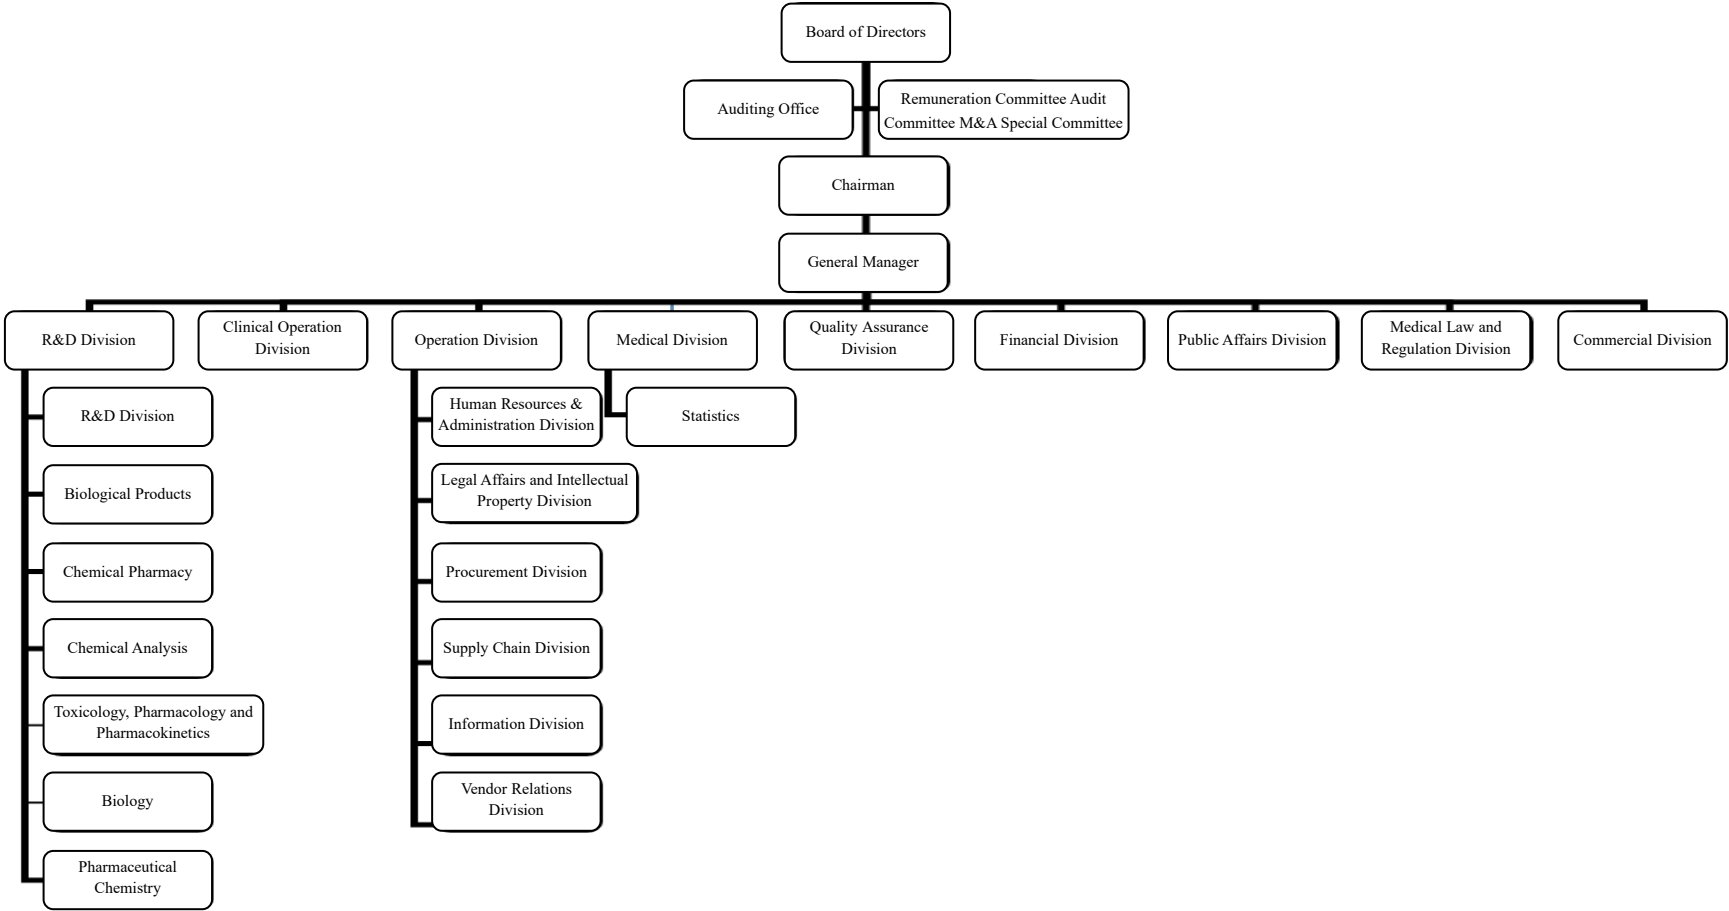 Board of Directors
Auditing Office
Remuneration Committee Audit
Committee M&A Special Committee
Chairman
General Manager
R&D Division
Clinical Operation
Division
Operation Division
Medical Division
Quality Assurance
Division
Financial Division
Public Affairs Division
Medical Law and
Regulation Division
Commercial Division
R&D Division
Biological Products
Chemical Pharmacy
Chemical Analysis
Toxicology, Pharmacology and
Pharmacokinetics
Biology
Pharmaceutical
Chemistry
Human Resources &
Administration Division
Legal Affairs and Intellectual
Property Division
Procurement Division
Supply Chain Division
Information Division
Vendor Relations
Division
Statistics